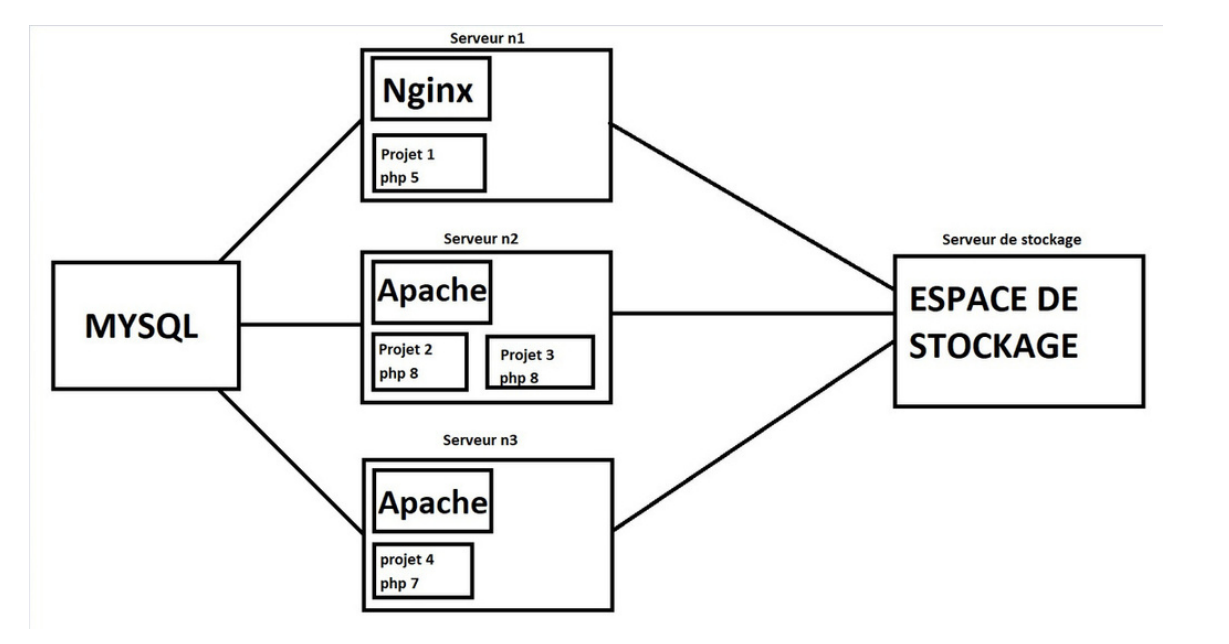 Serveur n1
Nginx
Projet 1
php 5
Serveur n2
Apache
Projet 2
php 8
Projet 3
php 8
Serveur n3
Apache
projet 4
php 7
MYSQL
Serveur de stockage
ESPACE DE
STOCKAGE